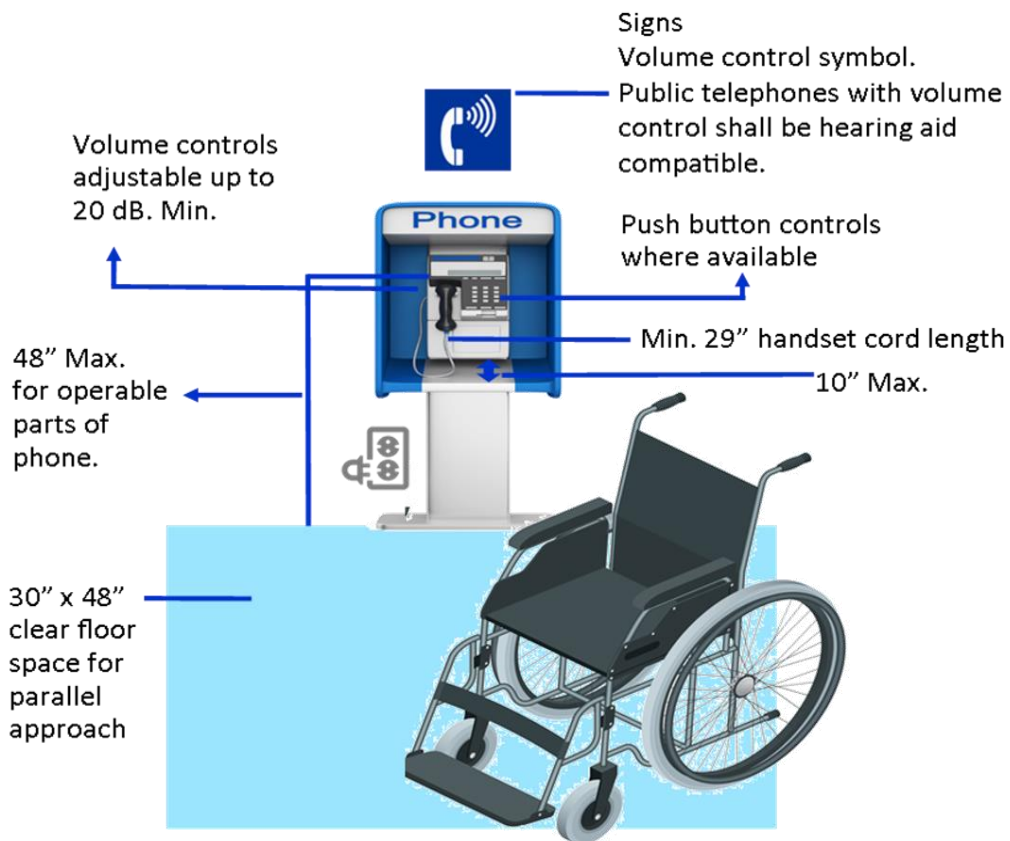 Signs
Volume control symbol.
Public telephones with volume
control shall be hearing aid
compatible.
Volume controls
adjustable up to
20 dB. Min.
Phone
Push button controls
where available
Min. 29” handset cord length
10” Max.
48” Max.
for operable
parts of
phone.
30” x 48”
clear floor
space for
parallel
approach